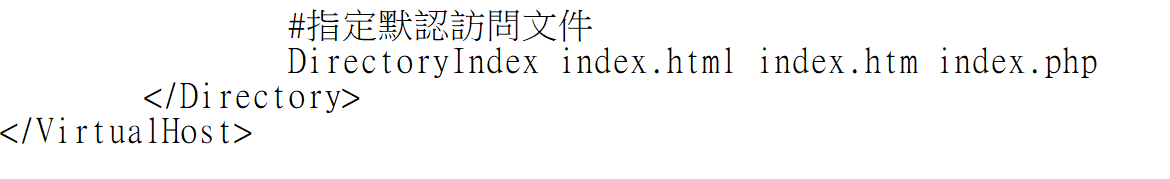 #指定默認訪問文件
DirectoryIndex index.html index.htm index.php
</Directory>
</VirtualHost>